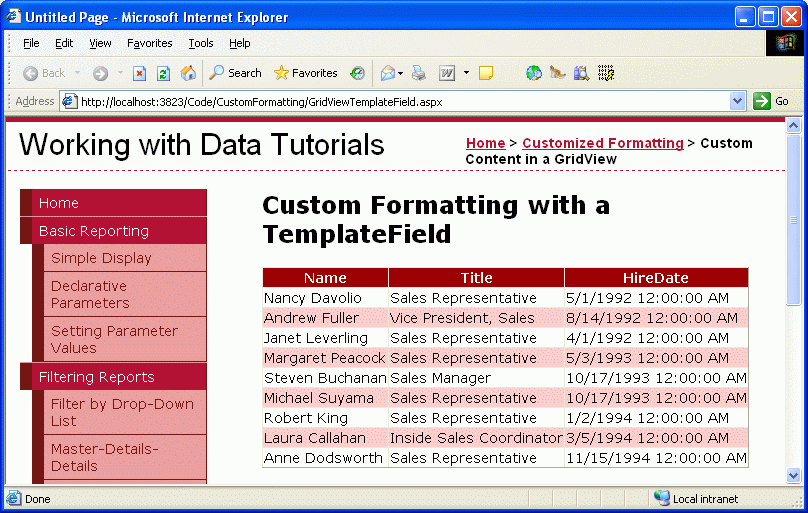 Untitled Page - Microsoft Internet Explorer
File Edit View Favorites Tools Help
Back Search Favorites W
Address http://localhost:3823/Code/CustomFormatting/GridViewTemplateField.aspx Go
Working with Data Tutorials
Home > Customized Formatting > Custom
Content in a GridView
Home
Basic Reporting
Simple Display
Declarative
Parameters
Setting Parameter
Values
Filtering Reports
Filter by Drop-Down
List
Master-Details-
Details
Custom Formatting with a
TemplateField
Name Title HireDate
Nancy Davolio Sales Representative 5/1/1992 12:00:00 AM
Andrew Fuller Vice President, Sales 8/14/1992 12:00:00 AM
Janet Leverling Sales Representative 4/1/1992 12:00:00 AM
Margaret Peacock Sales Representative 5/3/1993 12:00:00 AM
Steven Buchanan Sales Manager 10/17/1993 12:00:00 AM
Michael Suyama Sales Representative 10/17/1993 12:00:00 AM
Robert King Sales Representative 1/2/1994 12:00:00 AM
Laura Callahan Inside Sales Coordinator 3/5/1994 12:00:00 AM
Anne Dodsworth Sales Representative 11/15/1994 12:00:00 AM
Done Local intranet